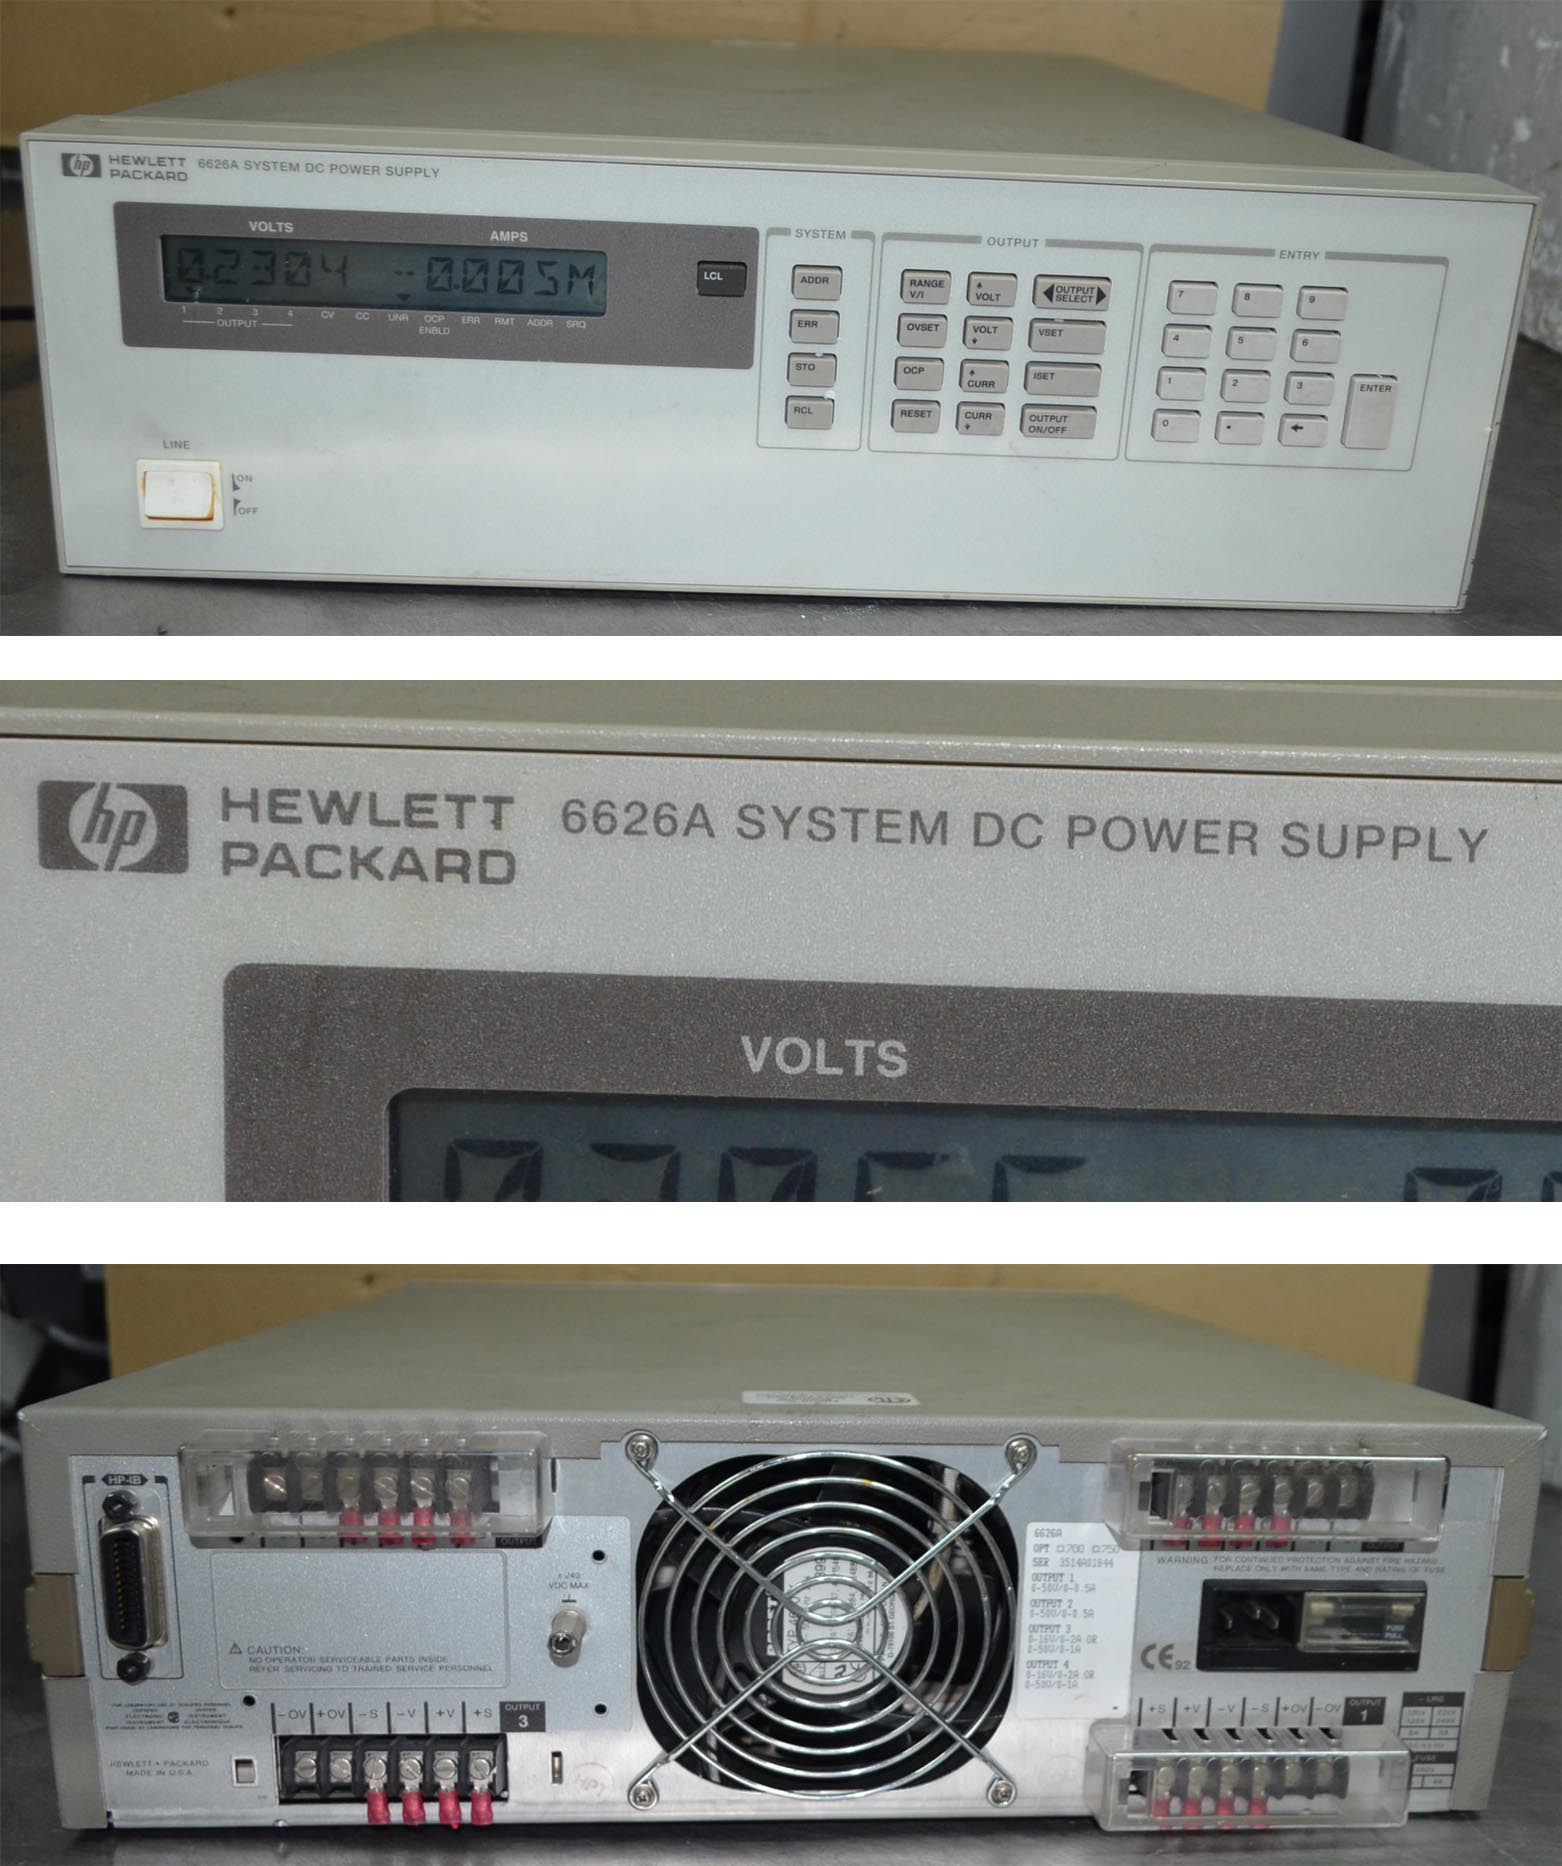 hp HEWLETT PACKARD 6626A SYSTEM DC POWER SUPPLY
VOLTS AMPS
0.2304 -0.005M
1 2 3 4 CV CC UNR OCP ENBLD ERR RMT ADDR SRQ
OUTPUT
LCL
LINE
ON
OFF
SYSTEM
ADDR
ERR
STO
RCL
OUTPUT
RANGE V/I VOLT OUTPUT SELECT
OVSET VOLT VSET
OCP CURR ISET
RESET CURR OUTPUT ON/OFF
ENTRY
7 8 9
4 5 6
1 2 3 ENTER
0 . ←
hp HEWLETT PACKARD 6626A SYSTEM DC POWER SUPPLY
VOLTS
HP-IB
OUTPUT
± 240
VDC MAX
⚠ CAUTION:
NO OPERATOR SERVICEABLE PARTS INSIDE
REFER SERVICING TO TRAINED SERVICE PERSONNEL
-OV +OV -S -V +V +S OUTPUT 3
HEWLETT • PACKARD
MADE IN U.S.A.
6626A
OPT 700 750
SER 3514A01844
OUTPUT 1
0-50V/0-0.5A
OUTPUT 2
0-50V/0-0.5A
OUTPUT 3
0-16V/0-2A OR
0-50V/0-1A
OUTPUT 4
0-16V/0-2A OR
0-50V/0-1A
WARNING: FOR CONTINUED PROTECTION AGAINST FIRE HAZARD
REPLACE ONLY WITH SAME TYPE AND RATING OF FUSE
FUSE
PULL
CE 92
+S +V -V -S +OV -OV OUTPUT 1